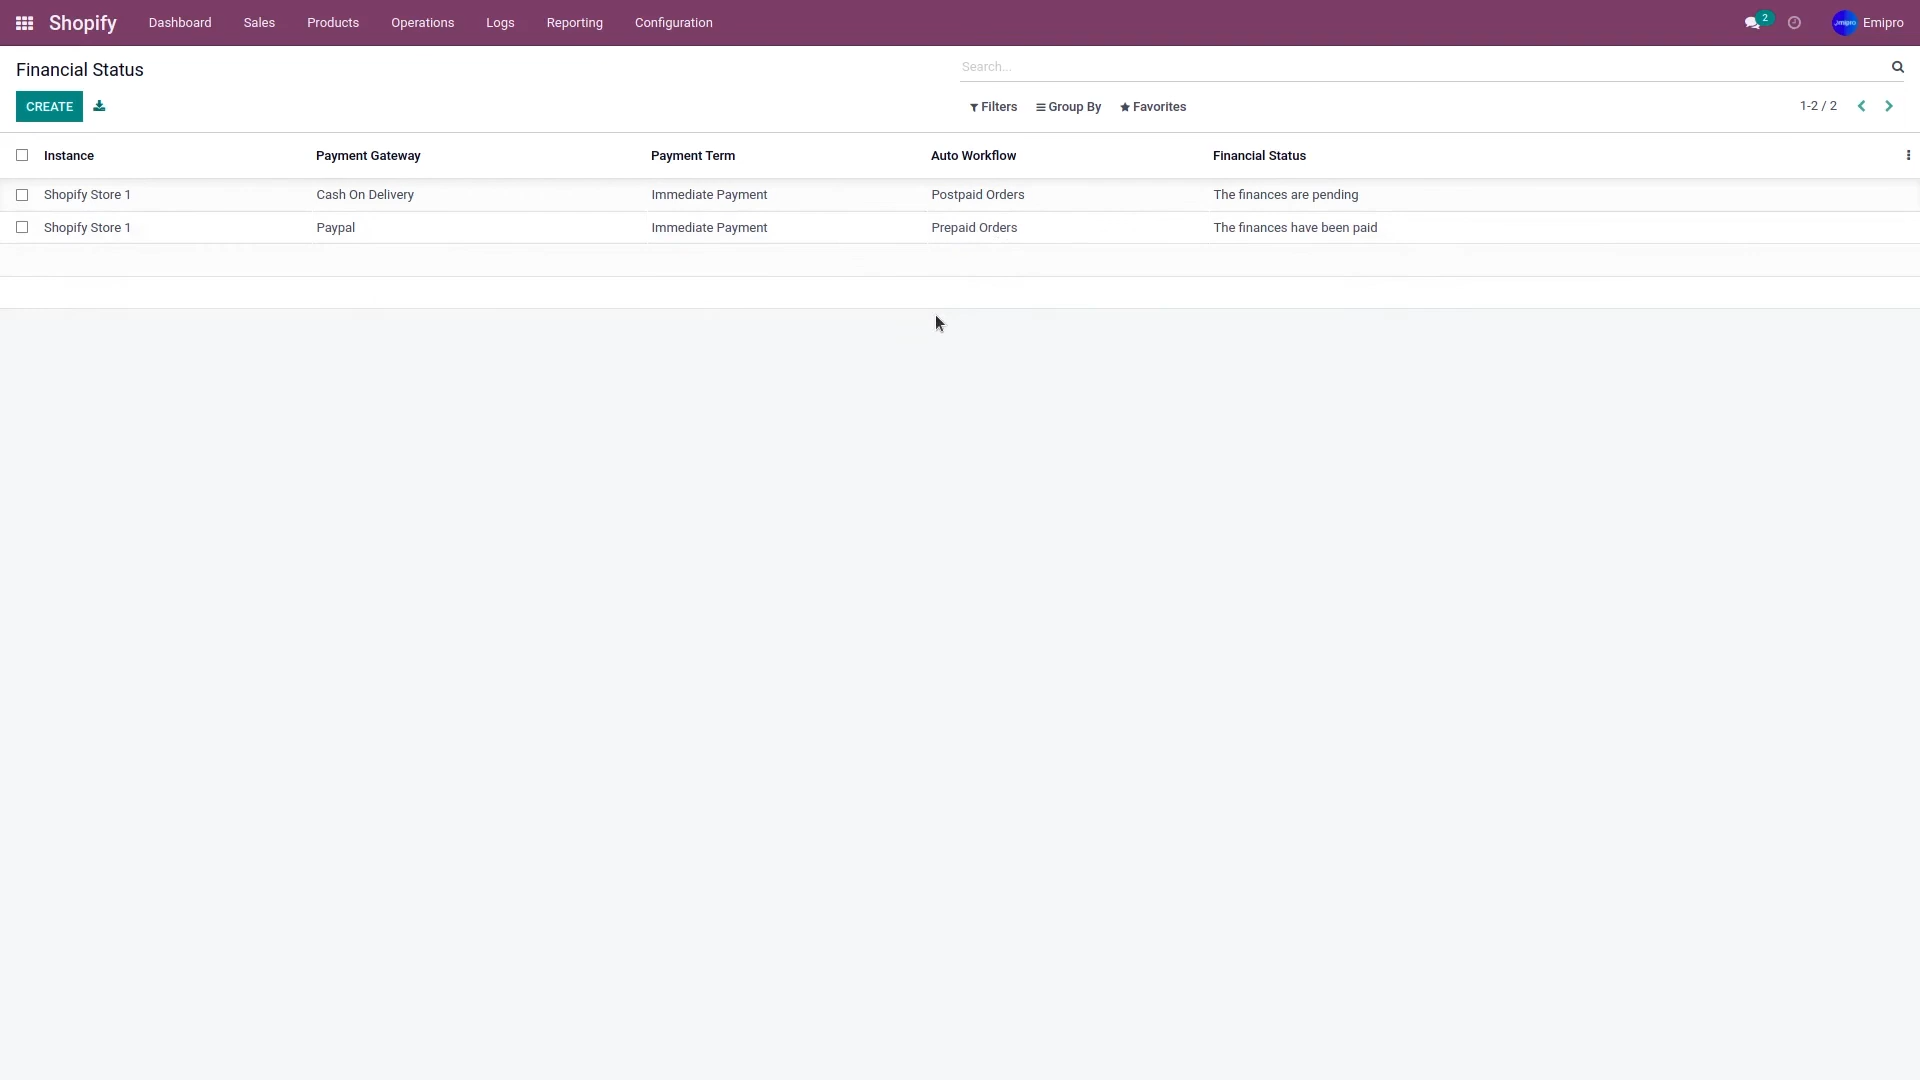 Shopify Dashboard Sales Products Operations Logs Reporting Configuration 2 Emipro
Financial Status Search...
CREATE Filters Group By Favorites 1-2 / 2
Instance Payment Gateway Payment Term Auto Workflow Financial Status
Shopify Store 1 Cash On Delivery Immediate Payment Postpaid Orders The finances are pending
Shopify Store 1 Paypal Immediate Payment Prepaid Orders The finances have been paid